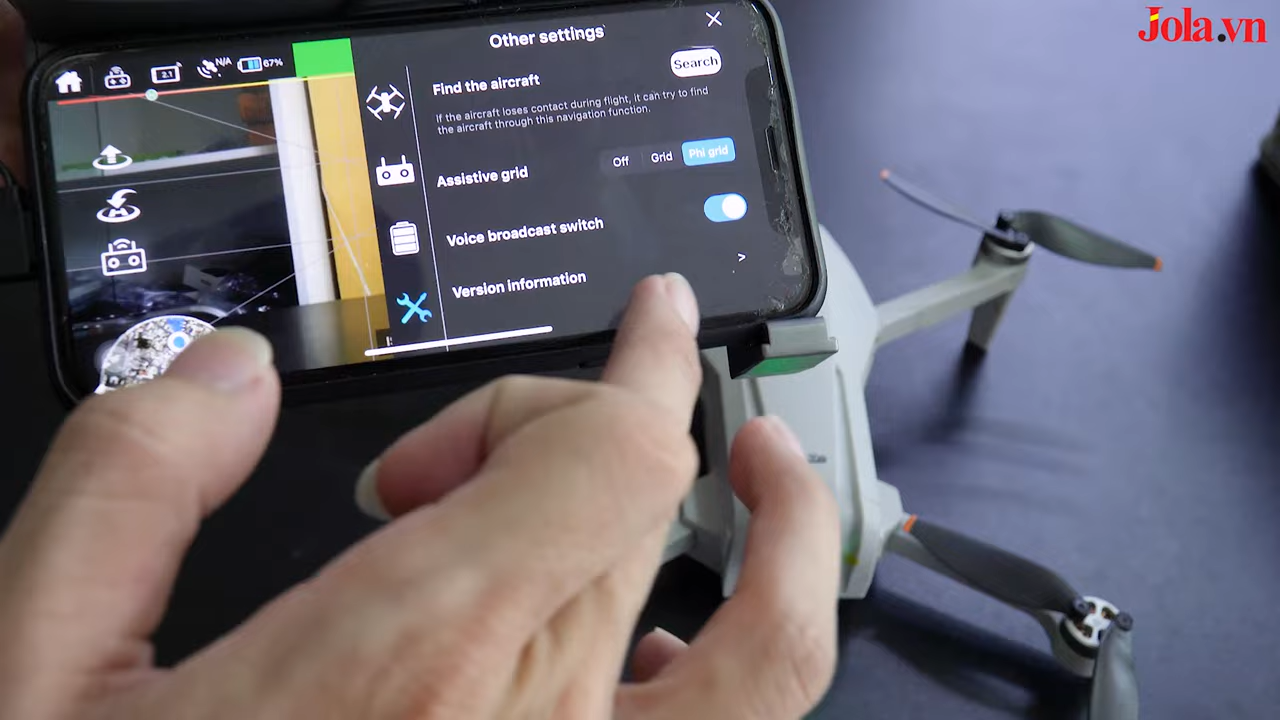 Jola.vn
2.1
N/A
67%
Other settings
Find the aircraft
Search
If the aircraft loses contact during flight, it can try to find
the aircraft through this navigation function.
Assistive grid
Off
Grid
Phi grid
Voice broadcast switch
Version information
>